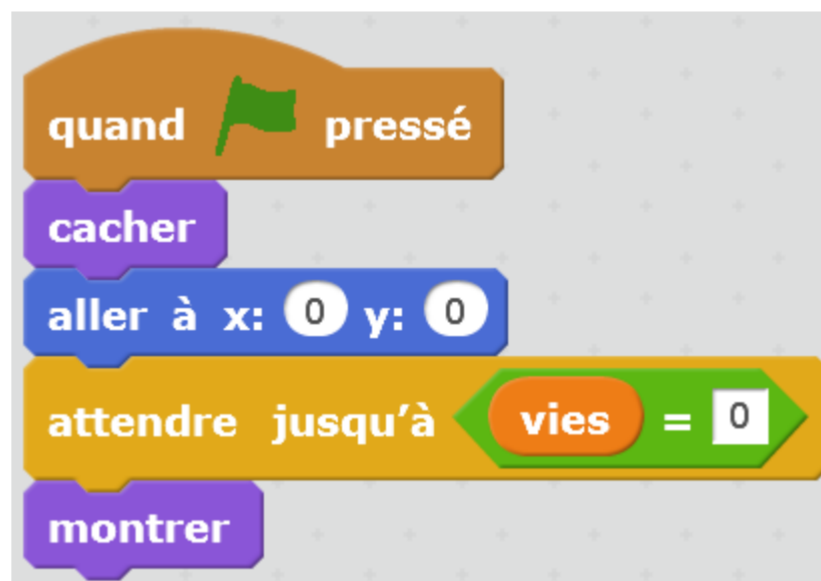 quand pressé
cacher
aller à x: 0 y: 0
attendre jusqu’à vies = 0
montrer